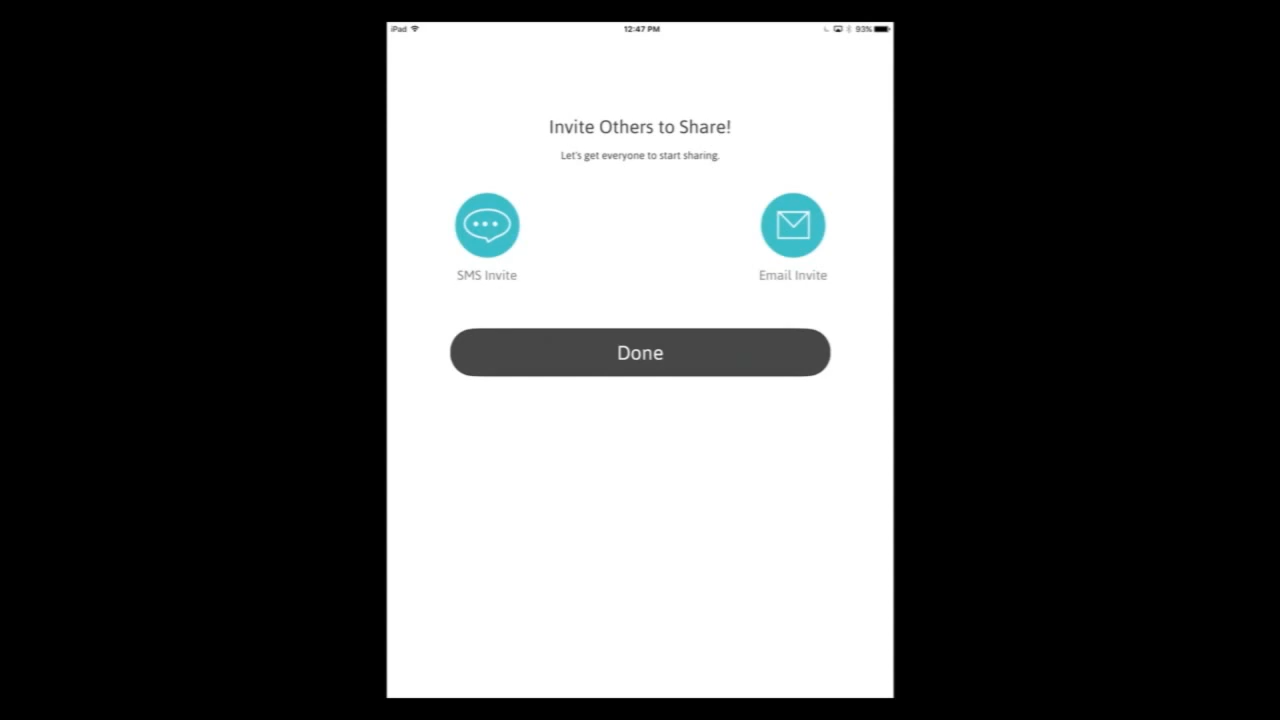 iPad 12:47 PM 93%
Invite Others to Share!
Let's get everyone to start sharing.
SMS Invite Email Invite
Done